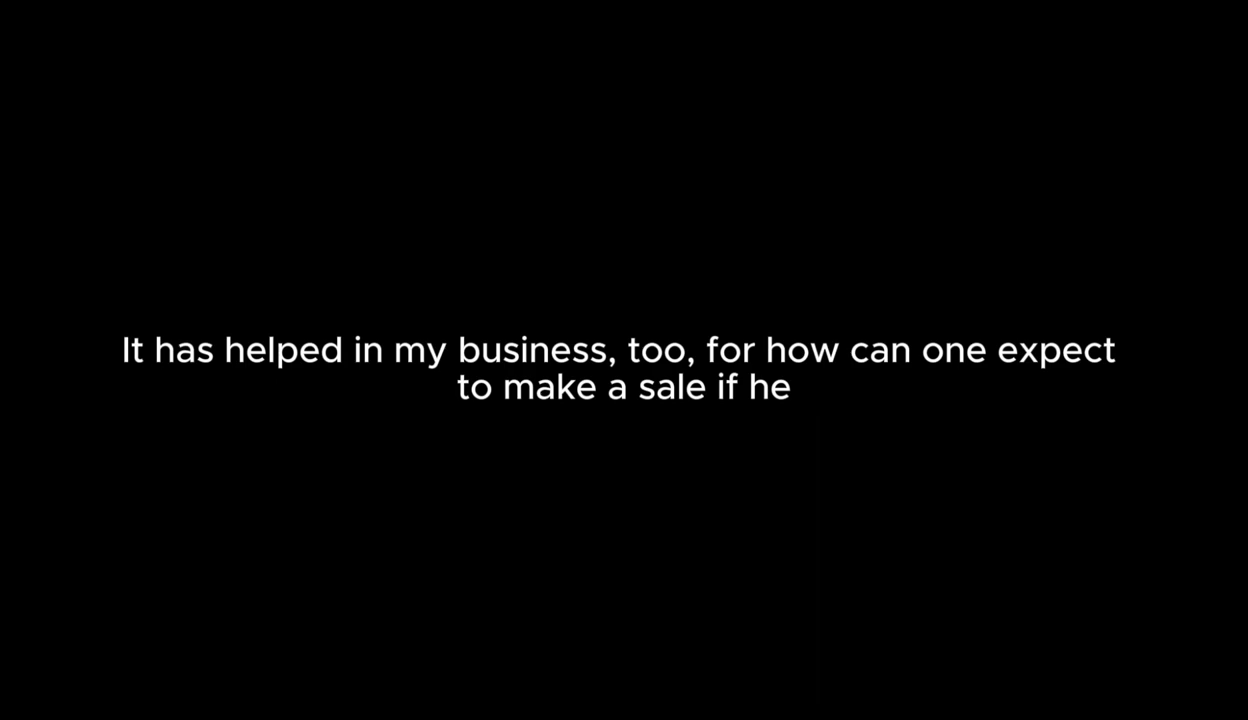 It has helped in my business, too, for how can one expect
to make a sale if he